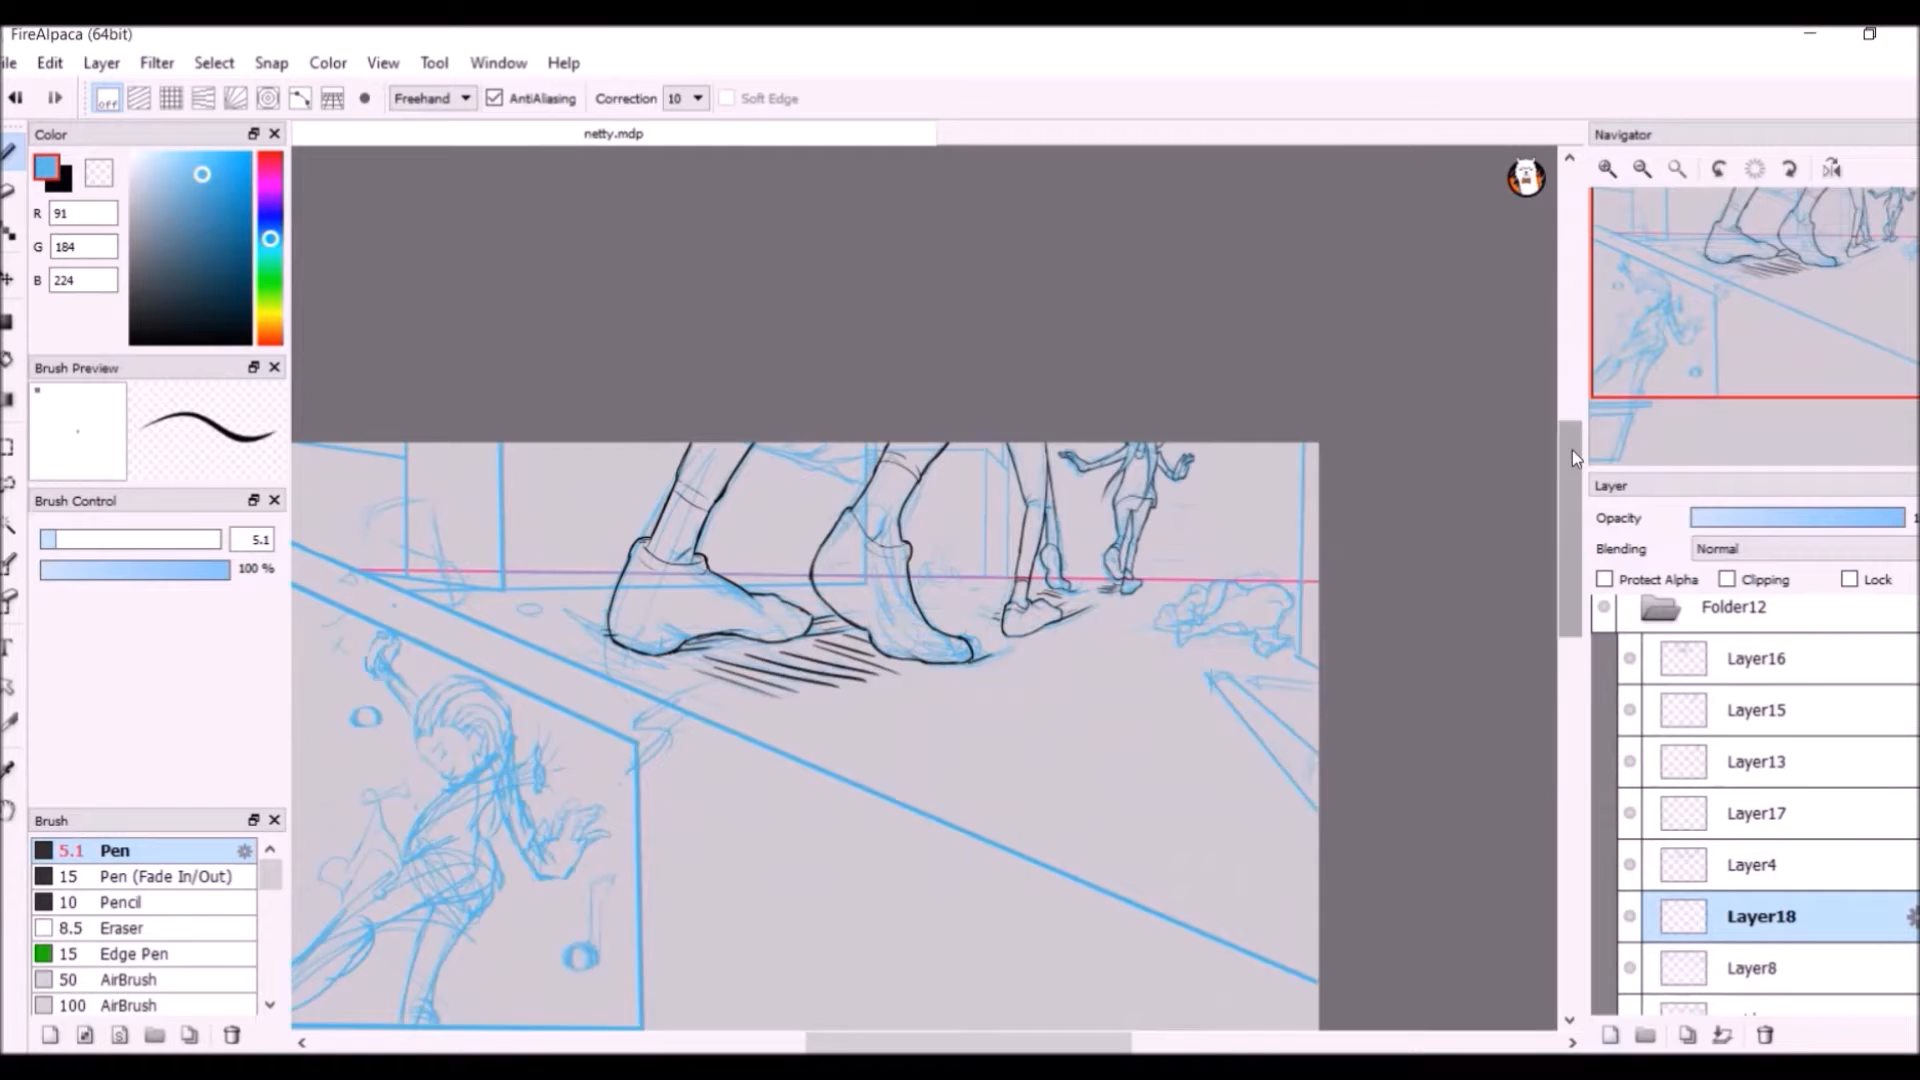 FireAlpaca (64bit)
ile Edit Layer Filter Select Snap Color View Tool Window Help
off Freehand AntiAliasing Correction 10 Soft Edge
Color
netty.mdp
Navigator
R 91
G 184
B 224
Brush Preview
Brush Control
5.1
100 %
Layer
Opacity 1
Blending Normal
Protect Alpha Clipping Lock
Folder12
Layer16
Layer15
Layer13
Layer17
Layer4
Layer18
Layer8
Brush
5.1 Pen
15 Pen (Fade In/Out)
10 Pencil
8.5 Eraser
15 Edge Pen
50 AirBrush
100 AirBrush